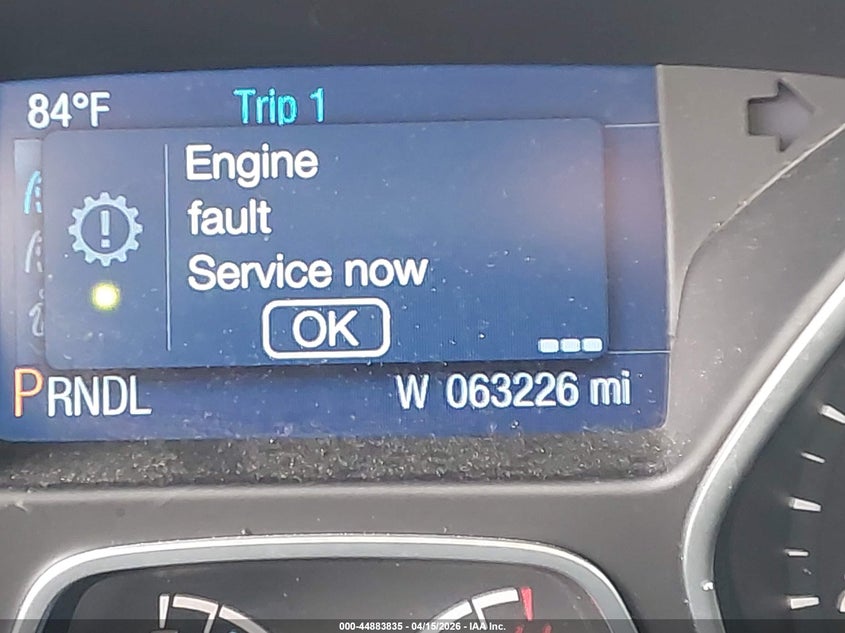 84°F Trip 1
Engine
fault
Service now
OK
PRNDL W 063226 mi
000-44883835 - 04/15/2026 - IAA Inc.